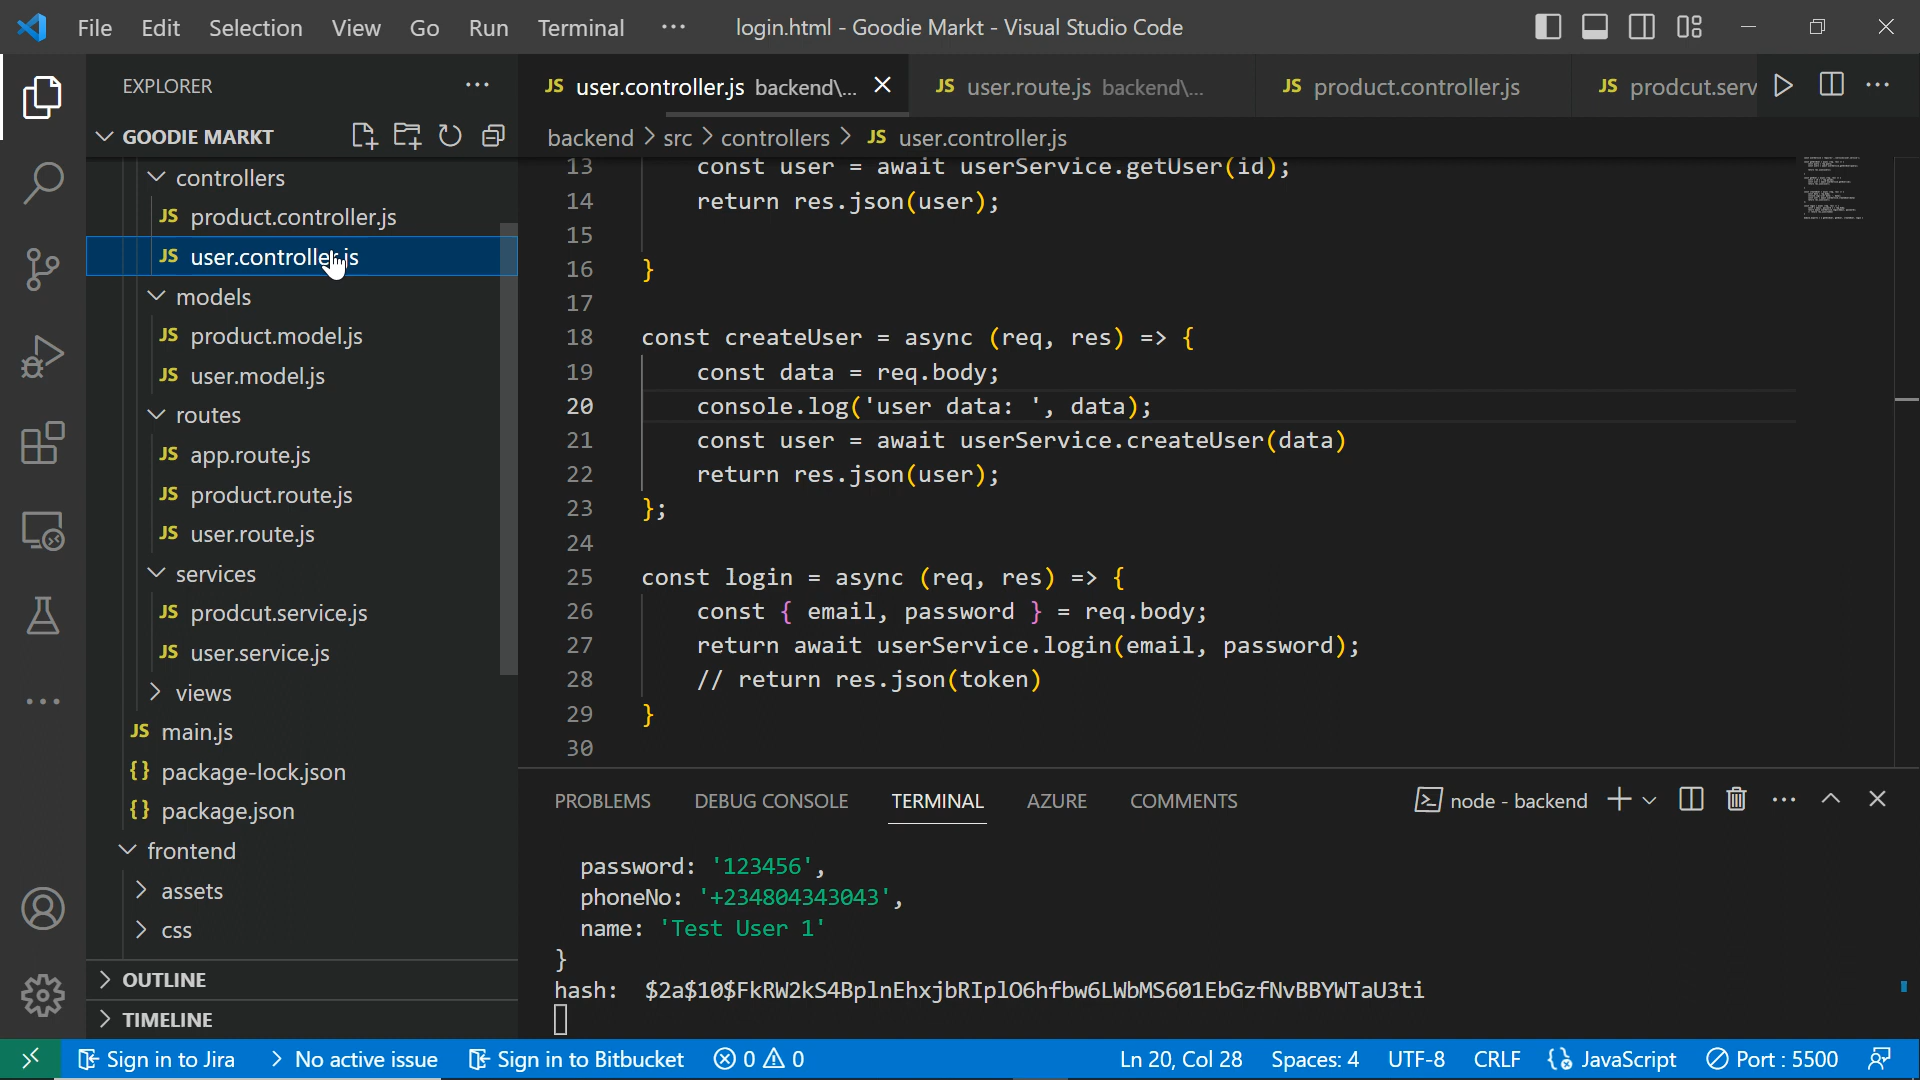 File Edit Selection View Go Run Terminal ··· login.html - Goodie Markt - Visual Studio Code
EXPLORER ···
JS user.controller.js backend\... JS user.route.js backend\... JS product.controller.js JS prodcut.serv ···
GOODIE MARKT
backend > src > controllers > JS user.controller.js
controllers
JS product.controller.js
JS user.controller.js
models
JS product.model.js
JS user.model.js
routes
JS app.route.js
JS product.route.js
JS user.route.js
services
JS prodcut.service.js
JS user.service.js
views
JS main.js
{} package-lock.json
{} package.json
frontend
assets
css
OUTLINE
TIMELINE
13 const user = await userService.getUser(id);
14 return res.json(user);
15
16 }
17
18 const createUser = async (req, res) => {
19 const data = req.body;
20 console.log('user data: ', data);
21 const user = await userService.createUser(data)
22 return res.json(user);
23 };
24
25 const login = async (req, res) => {
26 const { email, password } = req.body;
27 return await userService.login(email, password);
28 // return res.json(token)
29 }
30
PROBLEMS DEBUG CONSOLE TERMINAL AZURE COMMENTS node - backend
password: '123456',
phoneNo: '+234804343043',
name: 'Test User 1'
}
hash: $2a$10$FkRW2kS4BplnEhxjbRIplO6hfbw6LWbMS601EbGzfNvBBYWTaU3ti
Sign in to Jira > No active issue Sign in to Bitbucket 0 0 Ln 20, Col 28 Spaces: 4 UTF-8 CRLF JavaScript Port : 5500